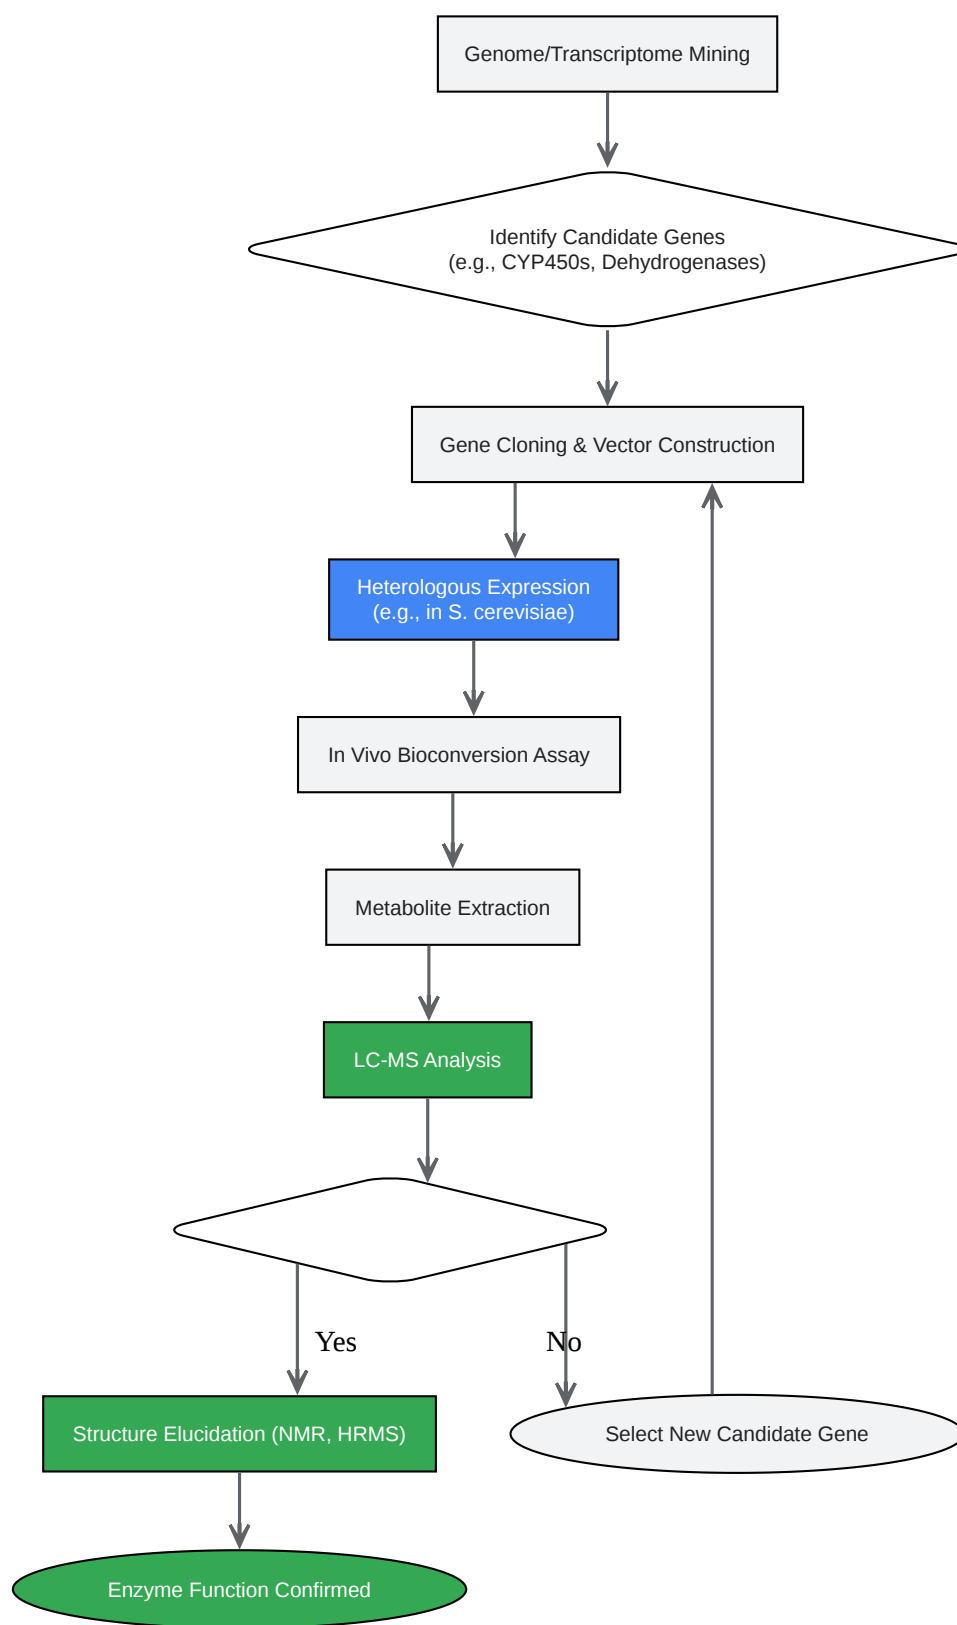 Genome/Transcriptome Mining
Identify Candidate Genes
(e.g., CYP450s, Dehydrogenases)
Gene Cloning & Vector Construction
Heterologous Expression
(e.g., in S. cerevisiae)
In Vivo Bioconversion Assay
Metabolite Extraction
LC-MS Analysis
Yes
No
Structure Elucidation (NMR, HRMS)
Select New Candidate Gene
Enzyme Function Confirmed